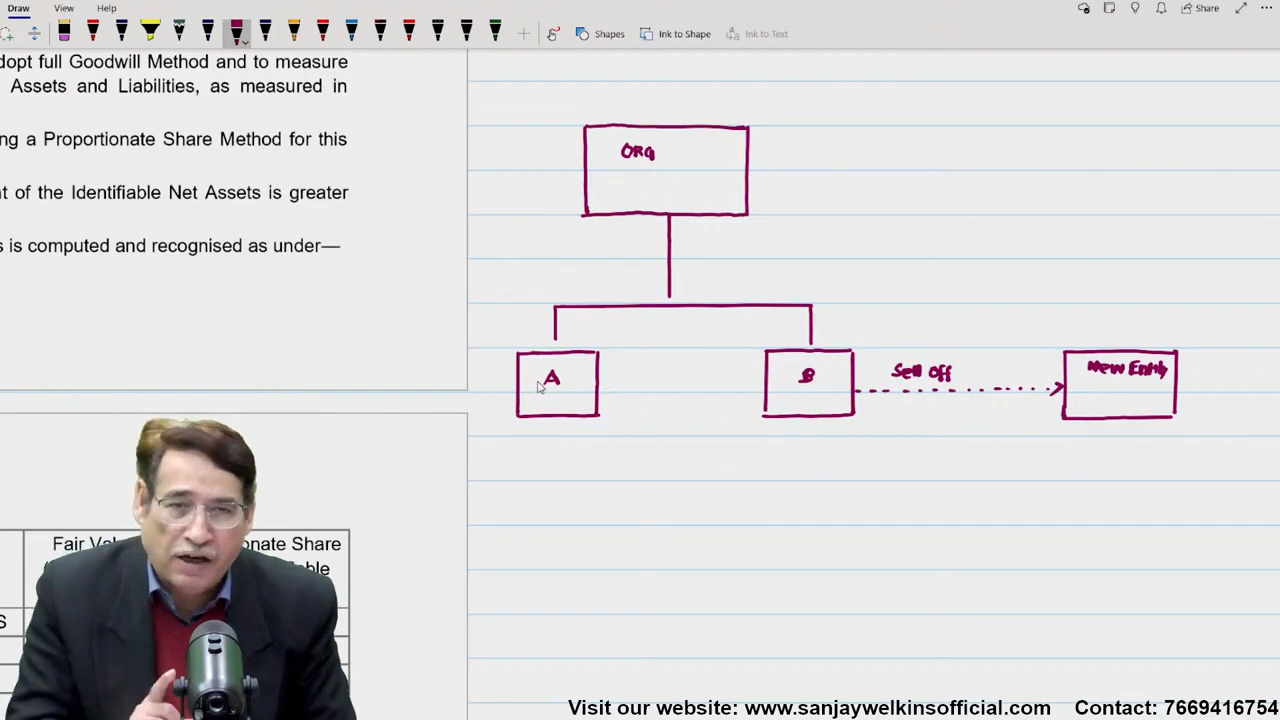 Draw View Help Share
Shapes Ink to Shape Ink to Text
dopt full Goodwill Method and to measure
Assets and Liabilities, as measured in
ng a Proportionate Share Method for this
t of the Identifiable Net Assets is greater
s is computed and recognised as under—
ORG
A
B
Sell off
New Entity
Fair Val onate Share
table
S
Visit our website: www.sanjaywelkinsofficial.com Contact: 7669416754